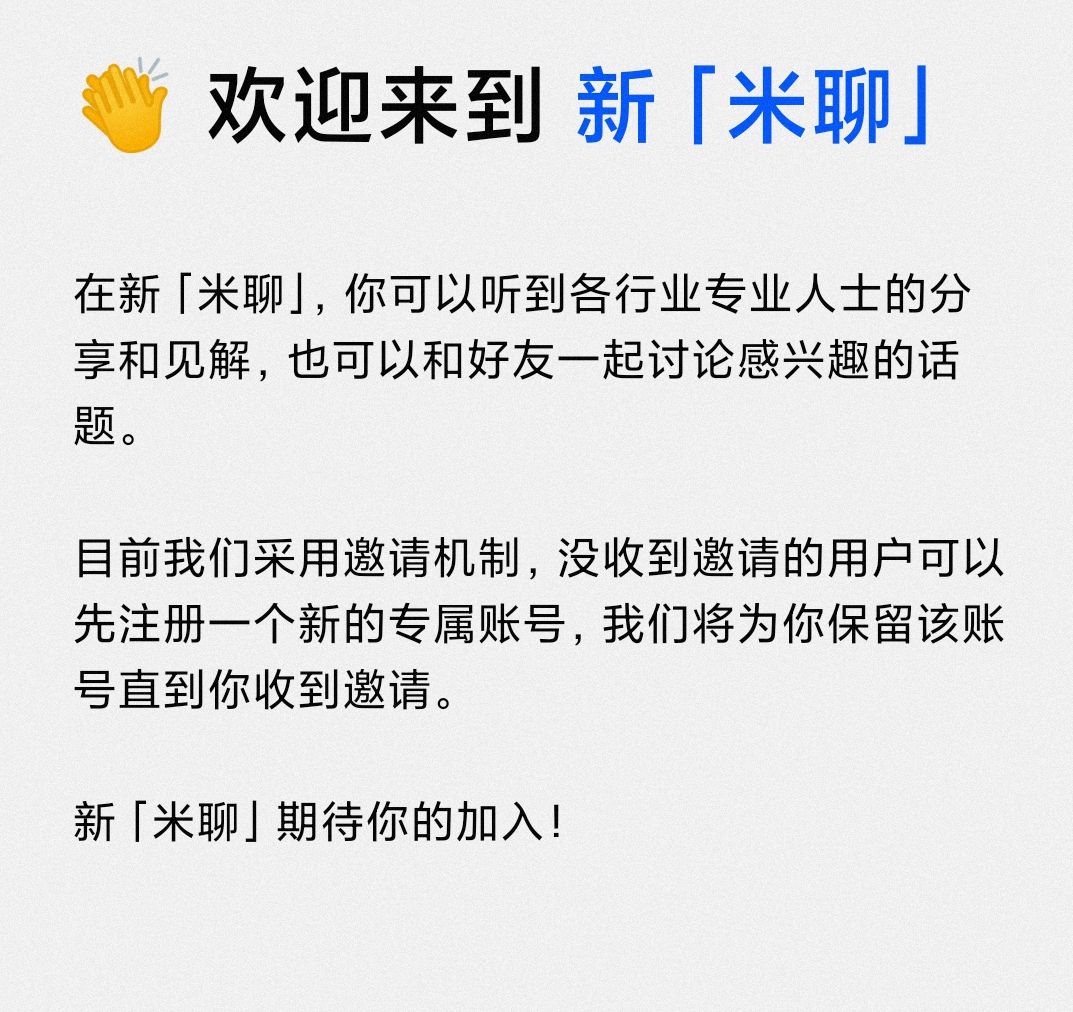 👏 欢迎来到 新「米聊」
在新「米聊」，你可以听到各行业专业人士的分
享和见解，也可以和好友一起讨论感兴趣的话
题。
目前我们采用邀请机制，没收到邀请的用户可以
先注册一个新的专属账号，我们将为你保留该账
号直到你收到邀请。
新「米聊」期待你的加入！